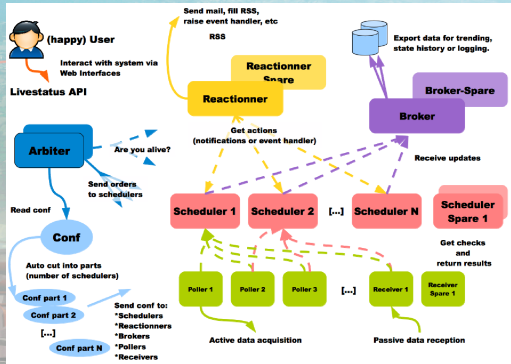 Send mail, fill RSS,
raise event handler, etc
RSS
(happy) User
Interact with system via
Web Interfaces
Livestatus API
Export data for trending,
state history or logging.
Reactionner
Spare
Reactionner
Broker-Spare
Broker
Arbiter
Are you alive?
Get actions
(notifications or event handler)
Receive updates
Send orders
to schedulers
Read conf
Conf
Scheduler 1
Scheduler 2
[...]
Scheduler N
Scheduler
Spare 1
Auto cut into parts
(number of schedulers)
Get checks
and
return results
Conf part 1
Conf part 2
[...]
Conf part N
Send conf to:
*Schedulers
*Reactionners
*Brokers
*Pollers
*Receivers
Poller 1
Poller 2
Poller 3
[...]
Receiver 1
Receiver
Spare 1
Active data acquisition
Passive data reception